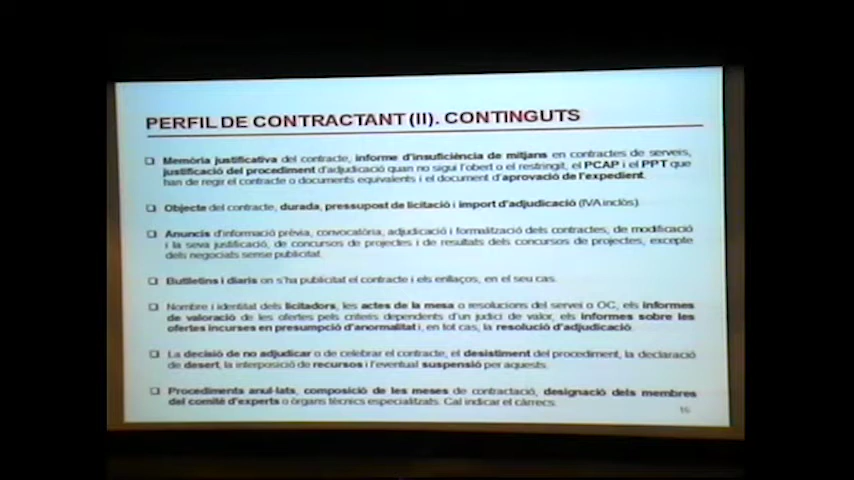 PERFIL DE CONTRACTANT (II). CONTINGUTS
❑ Memòria justificativa del contracte, informe d'insuficiència de mitjans en contractes de serveis,
justificació del procediment d'adjudicació quan no sigui l'obert o el restringit, el PCAP i el PPT que
han de regir el contracte o documents equivalents i el document d'aprovació de l'expedient.
❑ Objecte del contracte, durada, pressupost de licitació i import d'adjudicació (IVA inclòs).
❑ Anuncis d'informació prèvia, convocatòria, adjudicació i formalització dels contractes, de modificació
i la seva justificació, de concursos de projectes i de resultats dels concursos de projectes, excepte
dels negociats sense publicitat.
❑ Butlletins i diaris on s'ha publicitat el contracte i els enllaços, en el seu cas.
❑ Nombre i identitat dels licitadors, les actes de la mesa o resolucions del servei o OC, els informes
de valoració de les ofertes pels criteris dependents d'un judici de valor, els informes sobre les
ofertes incurses en presumpció d'anormalitat i, en tot cas, la resolució d'adjudicació.
❑ La decisió de no adjudicar o de celebrar el contracte, el desistiment del procediment, la declaració
de desert, la interposició de recursos i l'eventual suspensió per aquests.
❑ Procediments anul·lats, composició de les meses de contractació, designació dels membres
del comitè d'experts o òrgans tècnics especialitzats. Cal indicar el càrrecs.
16